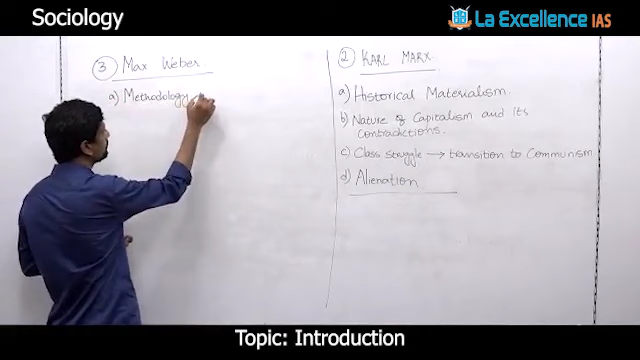 Sociology
La Excellence IAS
3) Max Weber
a) Methodology
2) KARL MARX
a) Historical Materialism.
b) Nature of Capitalism and its
contradictions.
c) Class struggle → transition to Communism
d) Alienation
Topic: Introduction